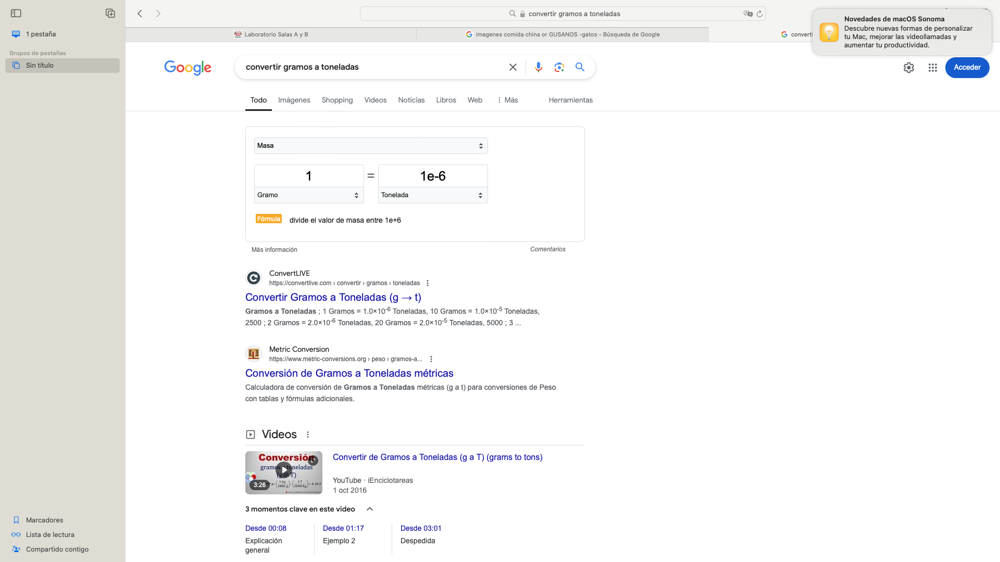 1 pestaña
Grupos de pestañas
Sin título
convertir gramos a toneladas
Laboratorio Salas A y B
imagenes comida china or GUSANOS -gatos - Búsqueda de Google
converti
Novedades de macOS Sonoma
Descubre nuevas formas de personalizar
tu Mac, mejorar las videollamadas y
aumentar tu productividad.
Google
convertir gramos a toneladas
Acceder
Todo
Imágenes
Shopping
Videos
Noticias
Libros
Web
Más
Herramientas
Masa
1
=
1e-6
Gramo
Tonelada
Fórmula
divide el valor de masa entre 1e+6
Más información
Comentarios
ConvertLIVE
https://convertlive.com › convertir › gramos › toneladas
Convertir Gramos a Toneladas (g → t)
Gramos a Toneladas ; 1 Gramos = 1.0×10⁻⁶ Toneladas, 10 Gramos = 1.0×10⁻⁵ Toneladas,
2500 ; 2 Gramos = 2.0×10⁻⁶ Toneladas, 20 Gramos = 2.0×10⁻⁵ Toneladas, 5000 ; 3 ...
Metric Conversion
https://www.metric-conversions.org › peso › gramos-a...
Conversión de Gramos a Toneladas métricas
Calculadora de conversión de Gramos a Toneladas métricas (g a t) para conversiones de Peso
con tablas y fórmulas adicionales.
Videos
Conversión
gramos a toneladas
3:26
Convertir de Gramos a Toneladas (g a T) (grams to tons)
YouTube · iEnciclotareas
1 oct 2016
3 momentos clave en este video
Desde 00:08
Explicación
general
Desde 01:17
Ejemplo 2
Desde 03:01
Despedida
Marcadores
Lista de lectura
Compartido contigo